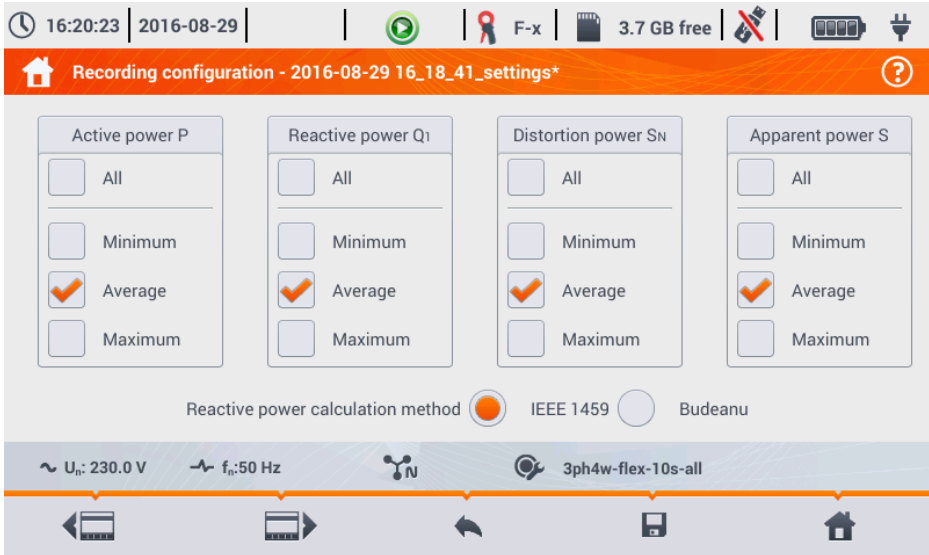 16:20:23 2016-08-29 F-x 3.7 GB free
Recording configuration - 2016-08-29 16_18_41_settings* ?
Active power P Reactive power Q1 Distortion power SN Apparent power S
All All All All
Minimum Minimum Minimum Minimum
Average Average Average Average
Maximum Maximum Maximum Maximum
Reactive power calculation method IEEE 1459 Budeanu
Un: 230.0 V fn:50 Hz N 3ph4w-flex-10s-all